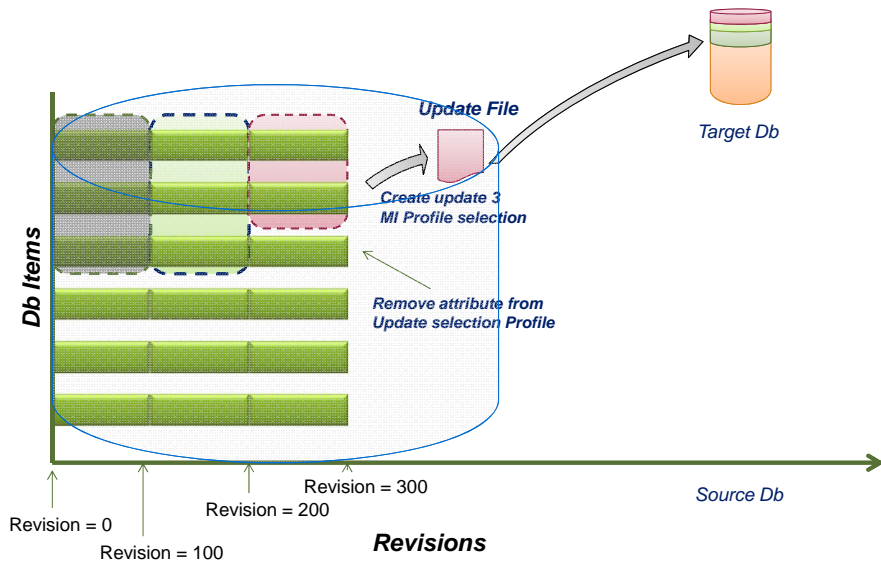 Update File
Target Db
Create update 3
MI Profile selection
Db Items
Remove attribute from
Update selection Profile
Revision = 0
Revision = 100
Revision = 200
Revision = 300
Source Db
Revisions